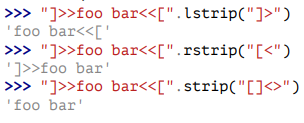 >>> "]>>foo bar<<[".lstrip("]>")
'foo bar<<['
>>> "]>>foo bar<<[".rstrip("[<")
']>>foo bar'
>>> "]>>foo bar<<[".strip("[]<>")
'foo bar'